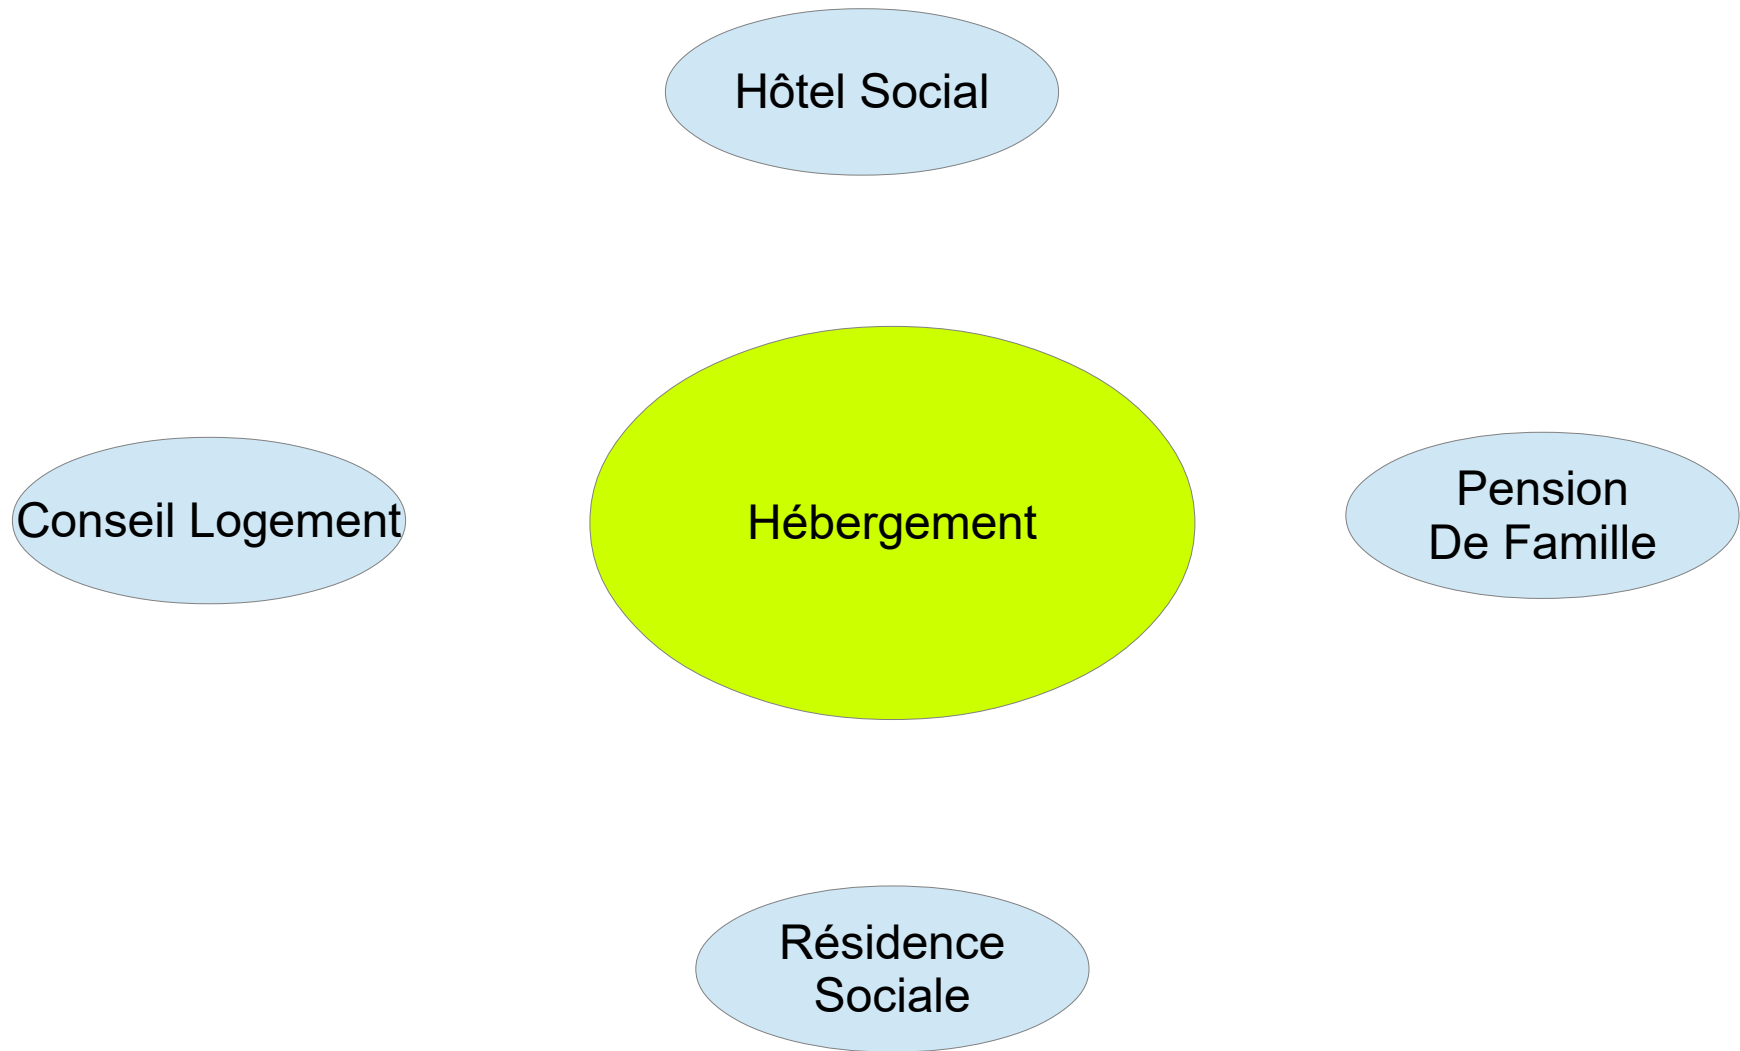 Hôtel Social
Conseil Logement
Hébergement
Pension
De Famille
Résidence
Sociale